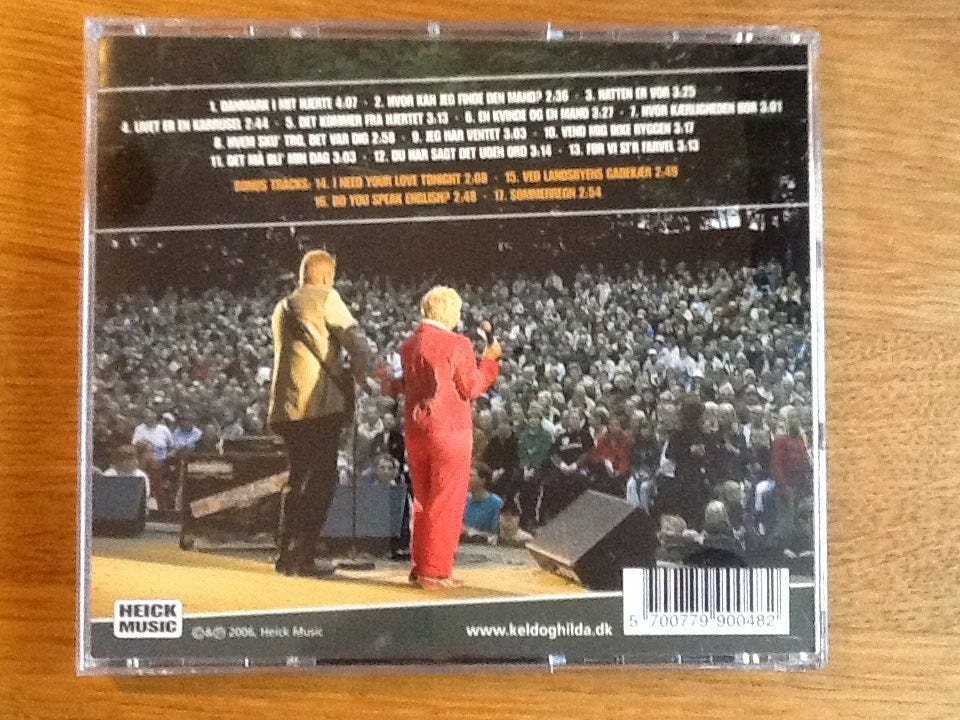 1. DANMARK I MIT HJERTE 4.07 · 2. HVOR KAN JEG FINDE DEN MAND? 2:36 · 3. NATTEN ER VOR 3:25
4. LIVET ER EN KARRUSEL 2:44 · 5. DET KOMMER FRA HJERTET 3:13 · 6. EN KVINDE OG EN MAND 3.27 · 7. HVOR KÆRLIGHEDEN BOR 3:01
8. HVEM SKU' TRO, DET VAR DIG 2:58 · 9. JEG HAR VENTET 3.03 · 10. VEND MIG IKKE RYGGEN 3.17
11. DET MÅ BLI' MIN DAG 3.03 · 12. DU HAR SAGT DET UDEN ORD 3.14 · 13. FØR VI SI'R FARVEL 3.13
BONUS TRACKS: 14. I NEED YOUR LOVE TONIGHT 2.08 · 15. VED LANDSBYENS GADEKÆR 2:49
16. DO YOU SPEAK ENGLISH? 2:48 · 17. SOMMERREGN 2.54
HEICK
MUSIC
©&℗ 2006, Heick Music
www.keldoghilda.dk
5 700779 900482